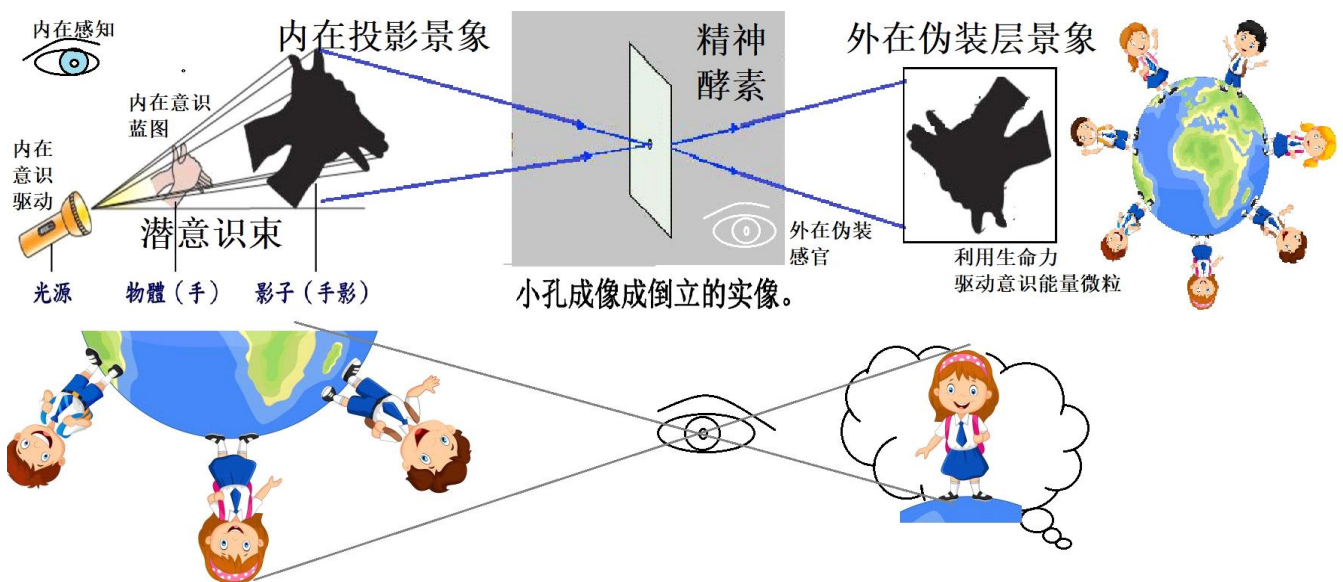 内在感知
内在投影景象
精神
酵素
外在伪装层景象
内在意识
蓝图
内在
意识
驱动
潜意识束
外在伪装
感官
利用生命力
驱动意识能量微粒
光源
物體（手）
影子（手影）
小孔成像成倒立的实像。